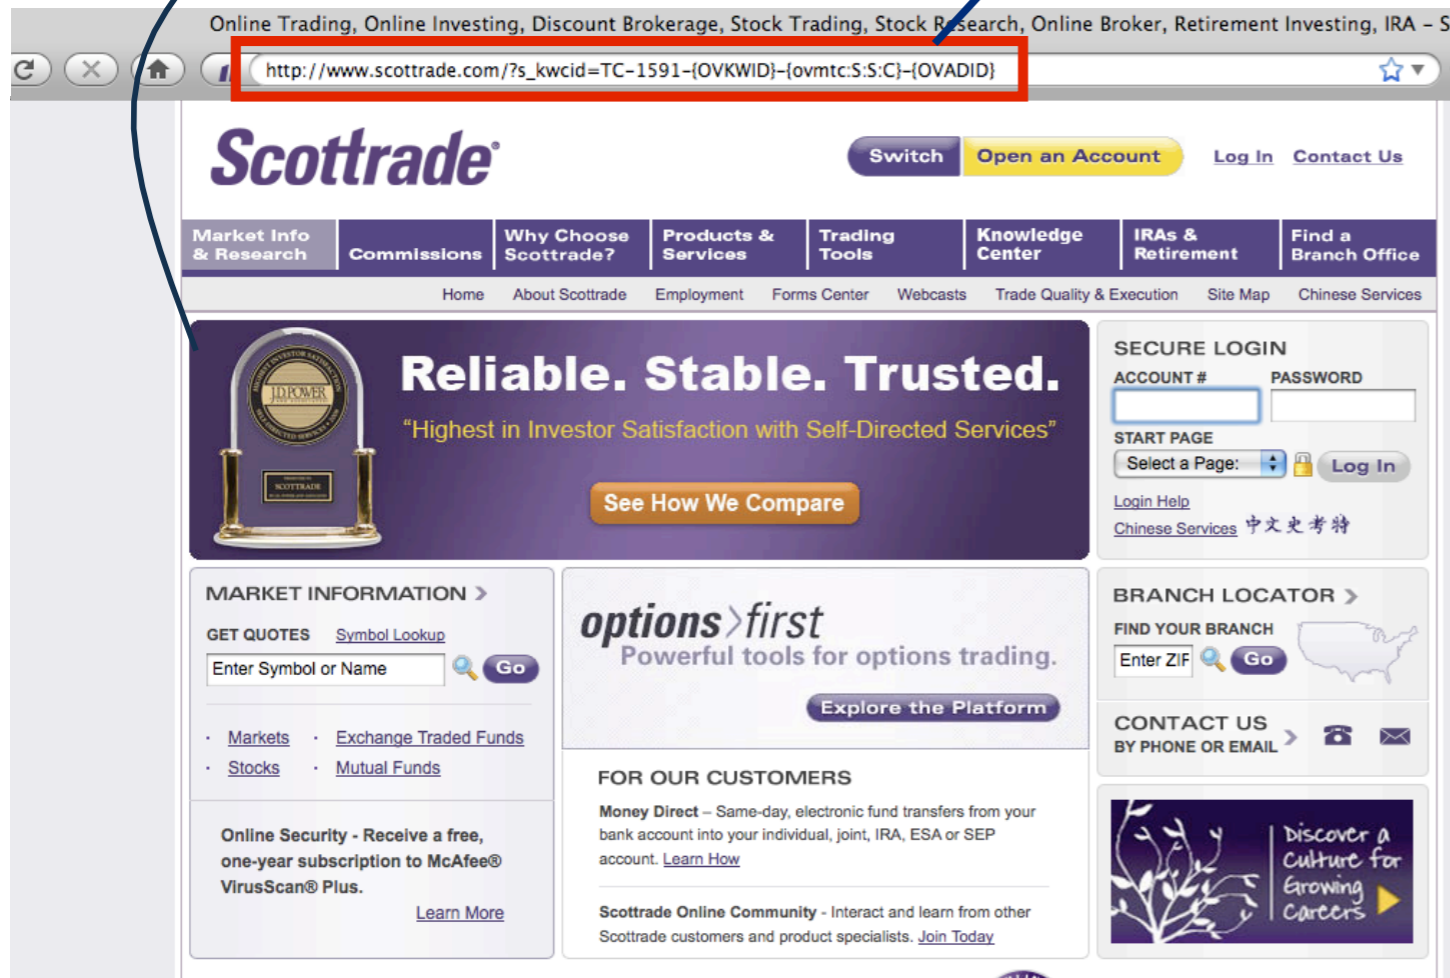 Online Trading, Online Investing, Discount Brokerage, Stock Trading, Stock Research, Online Broker, Retirement Investing, IRA – S
http://www.scottrade.com/?s_kwcid=TC-1591-{OVKWID}-{ovmtc:S:S:C}-{OVADID}
Scottrade®
Switch Open an Account Log In Contact Us
Market Info & Research
Commissions
Why Choose Scottrade?
Products & Services
Trading Tools
Knowledge Center
IRAs & Retirement
Find a Branch Office
Home About Scottrade Employment Forms Center Webcasts Trade Quality & Execution Site Map Chinese Services
J.D.POWER
SCOTTRADE
Reliable. Stable. Trusted.
“Highest in Investor Satisfaction with Self-Directed Services”
See How We Compare
SECURE LOGIN
ACCOUNT # PASSWORD
START PAGE
Select a Page: Log In
Login Help
Chinese Services 中文史考特
MARKET INFORMATION >
GET QUOTES Symbol Lookup
Enter Symbol or Name Go
· Markets · Exchange Traded Funds
· Stocks · Mutual Funds
Online Security - Receive a free,
one-year subscription to McAfee®
VirusScan® Plus.
Learn More
options>first
Powerful tools for options trading.
Explore the Platform
FOR OUR CUSTOMERS
Money Direct – Same-day, electronic fund transfers from your
bank account into your individual, joint, IRA, ESA or SEP
account. Learn How
Scottrade Online Community - Interact and learn from other
Scottrade customers and product specialists. Join Today
BRANCH LOCATOR >
FIND YOUR BRANCH
Enter ZIP Go
CONTACT US >
BY PHONE OR EMAIL
Discover a
Culture for
Growing
Careers